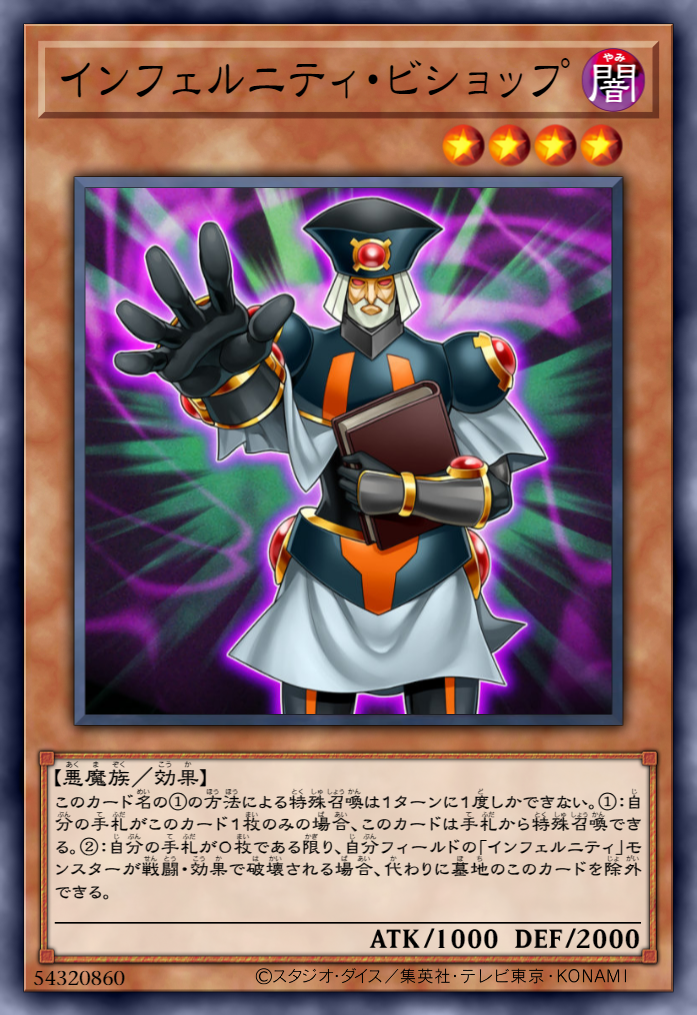 インフェルニティ・ビショップ
やみ
闇
【悪魔族／効果】
このカード名の①の方法による特殊召喚は1ターンに1度しかできない。①：自
分の手札がこのカード1枚のみの場合、このカードは手札から特殊召喚でき
る。②：自分の手札が0枚である限り、自分フィールドの「インフェルニティ」モ
ンスターが戦闘・効果で破壊される場合、代わりに墓地のこのカードを除外
できる。
ATK/1000 DEF/2000
54320860 ©スタジオ・ダイス／集英社・テレビ東京・KONAMI